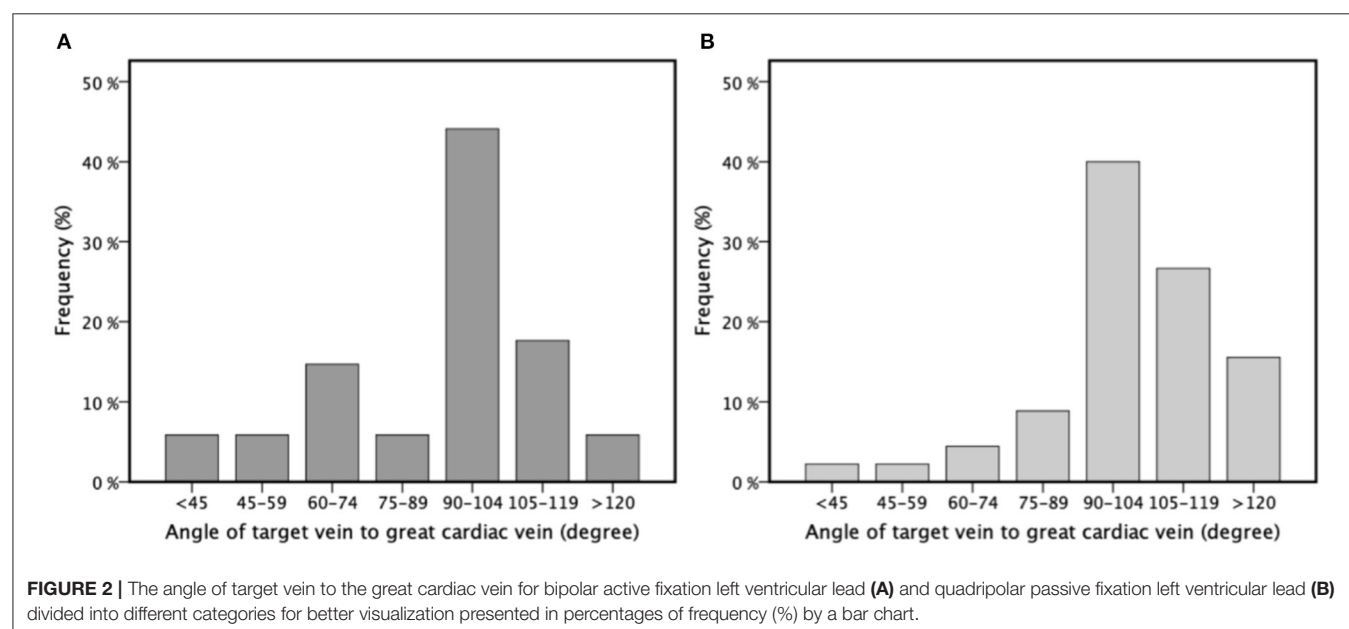 A
50 %
40 %
30 %
20 %
10 %
0 %
Frequency (%)
<45 45–59 60–74 75–89 90–104 105–119 >120
Angle of target vein to great cardiac vein (degree)
B
50 %
40 %
30 %
20 %
10 %
0 %
Frequency (%)
<45 45–59 60–74 75–89 90–104 105–119 >120
Angle of target vein to great cardiac vein (degree)
FIGURE 2 | The angle of target vein to the great cardiac vein for bipolar active fixation left ventricular lead (A) and quadripolar passive fixation left ventricular lead (B)
divided into different categories for better visualization presented in percentages of frequency (%) by a bar chart.